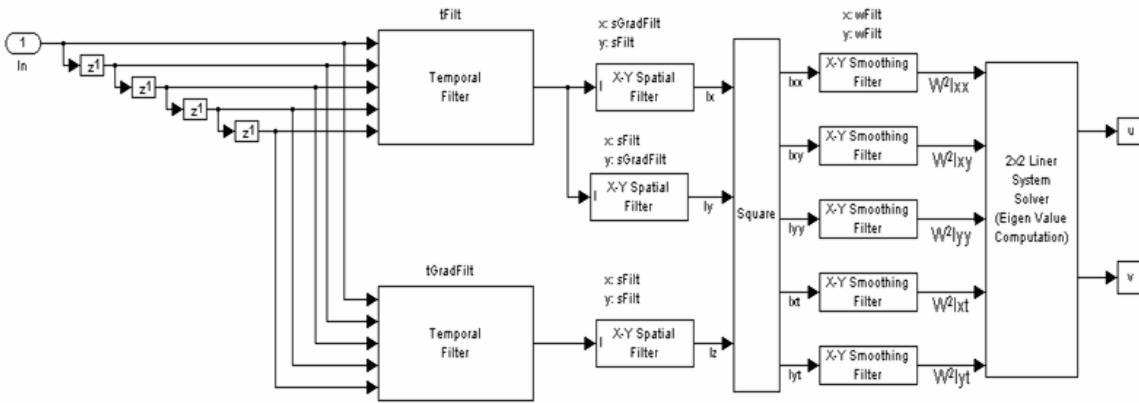 tFilt
x: sGradFilt
y: sFilt
x: wFilt
y: wFilt
1
In
z1
z1
z1
z1
Temporal
Filter
I
X-Y Spatial
Filter
Ix
x: sFilt
y: sGradFilt
I
X-Y Spatial
Filter
Iy
tGradFilt
Temporal
Filter
x: sFilt
y: sFilt
I
X-Y Spatial
Filter
Iz
Square
Ixx
X-Y Smoothing
Filter
W²Ixx
Ixy
X-Y Smoothing
Filter
W²Ixy
Iyy
X-Y Smoothing
Filter
W²Iyy
Ixt
X-Y Smoothing
Filter
W²Ixt
Iyt
X-Y Smoothing
Filter
W²Iyt
2x2 Liner
System
Solver
(Eigen Value
Computation)
u
v